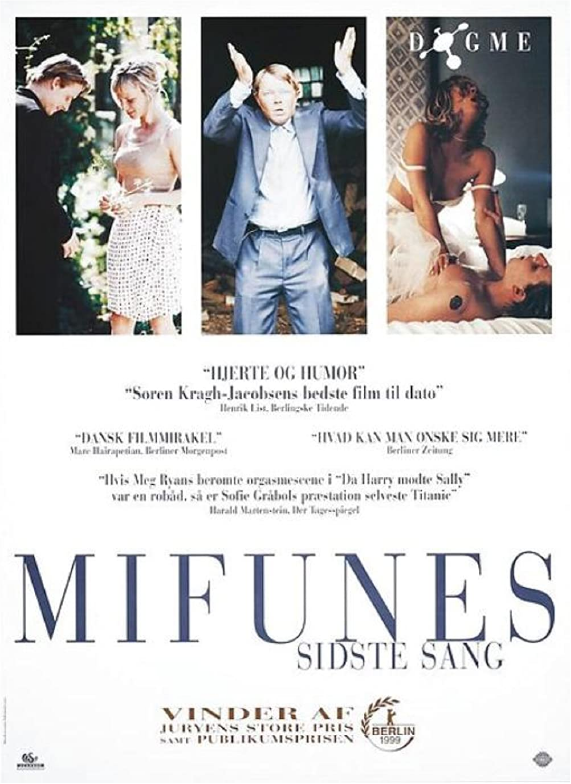 DOGME
“HJERTE OG HUMOR”
“Søren Kragh-Jacobsens bedste film til dato”
Henrik List, Berlingske Tidende
“DANSK FILMMIRAKEL”
Marc Hairapetian, Berliner Morgenpost
“HVAD KAN MAN ØNSKE SIG MERE”
Berliner Zeitung
“Hvis Meg Ryans berømte orgasmescene i “Da Harry mødte Sally”
var en robåd, så er Sofie Gråbøls præstation selveste Titanic”
Harald Martenstein, Der Tagesspiegel
MIFUNES
SIDSTE SANG
VINDER AF
JURYENS STORE PRIS
SAMT PUBLIKUMSPRISEN
BERLIN
1999